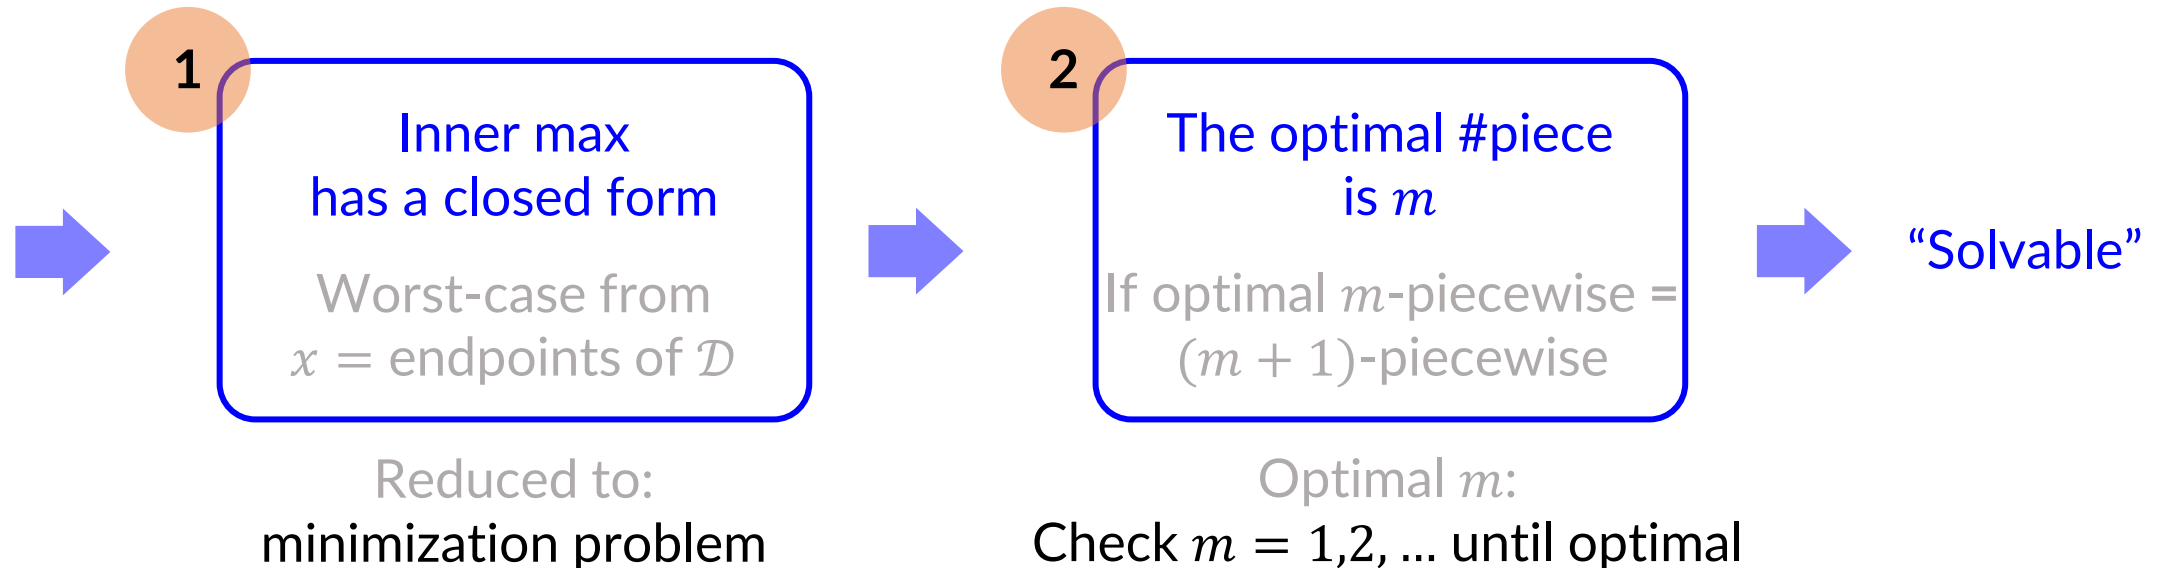 1
Inner max
has a closed form
Worst-case from
x = endpoints of 𝒟
Reduced to:
minimization problem
2
The optimal #piece
is m
If optimal m-piecewise =
(m + 1)-piecewise
Optimal m:
Check m = 1,2, ... until optimal
“Solvable”